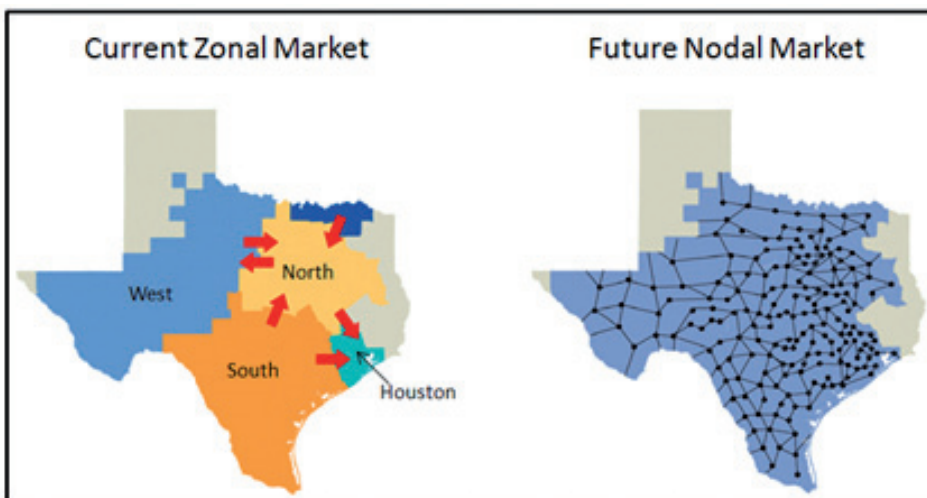 Current Zonal Market
Future Nodal Market
North
West
South
Houston